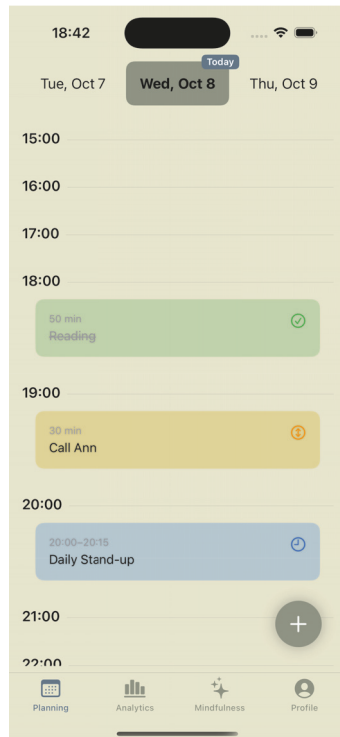 18:42
Today
Tue, Oct 7
Wed, Oct 8
Thu, Oct 9
15:00
16:00
17:00
18:00
50 min
Reading
19:00
30 min
Call Ann
20:00
20:00–20:15
Daily Stand-up
21:00
+
22:00
Planning
Analytics
Mindfulness
Profile